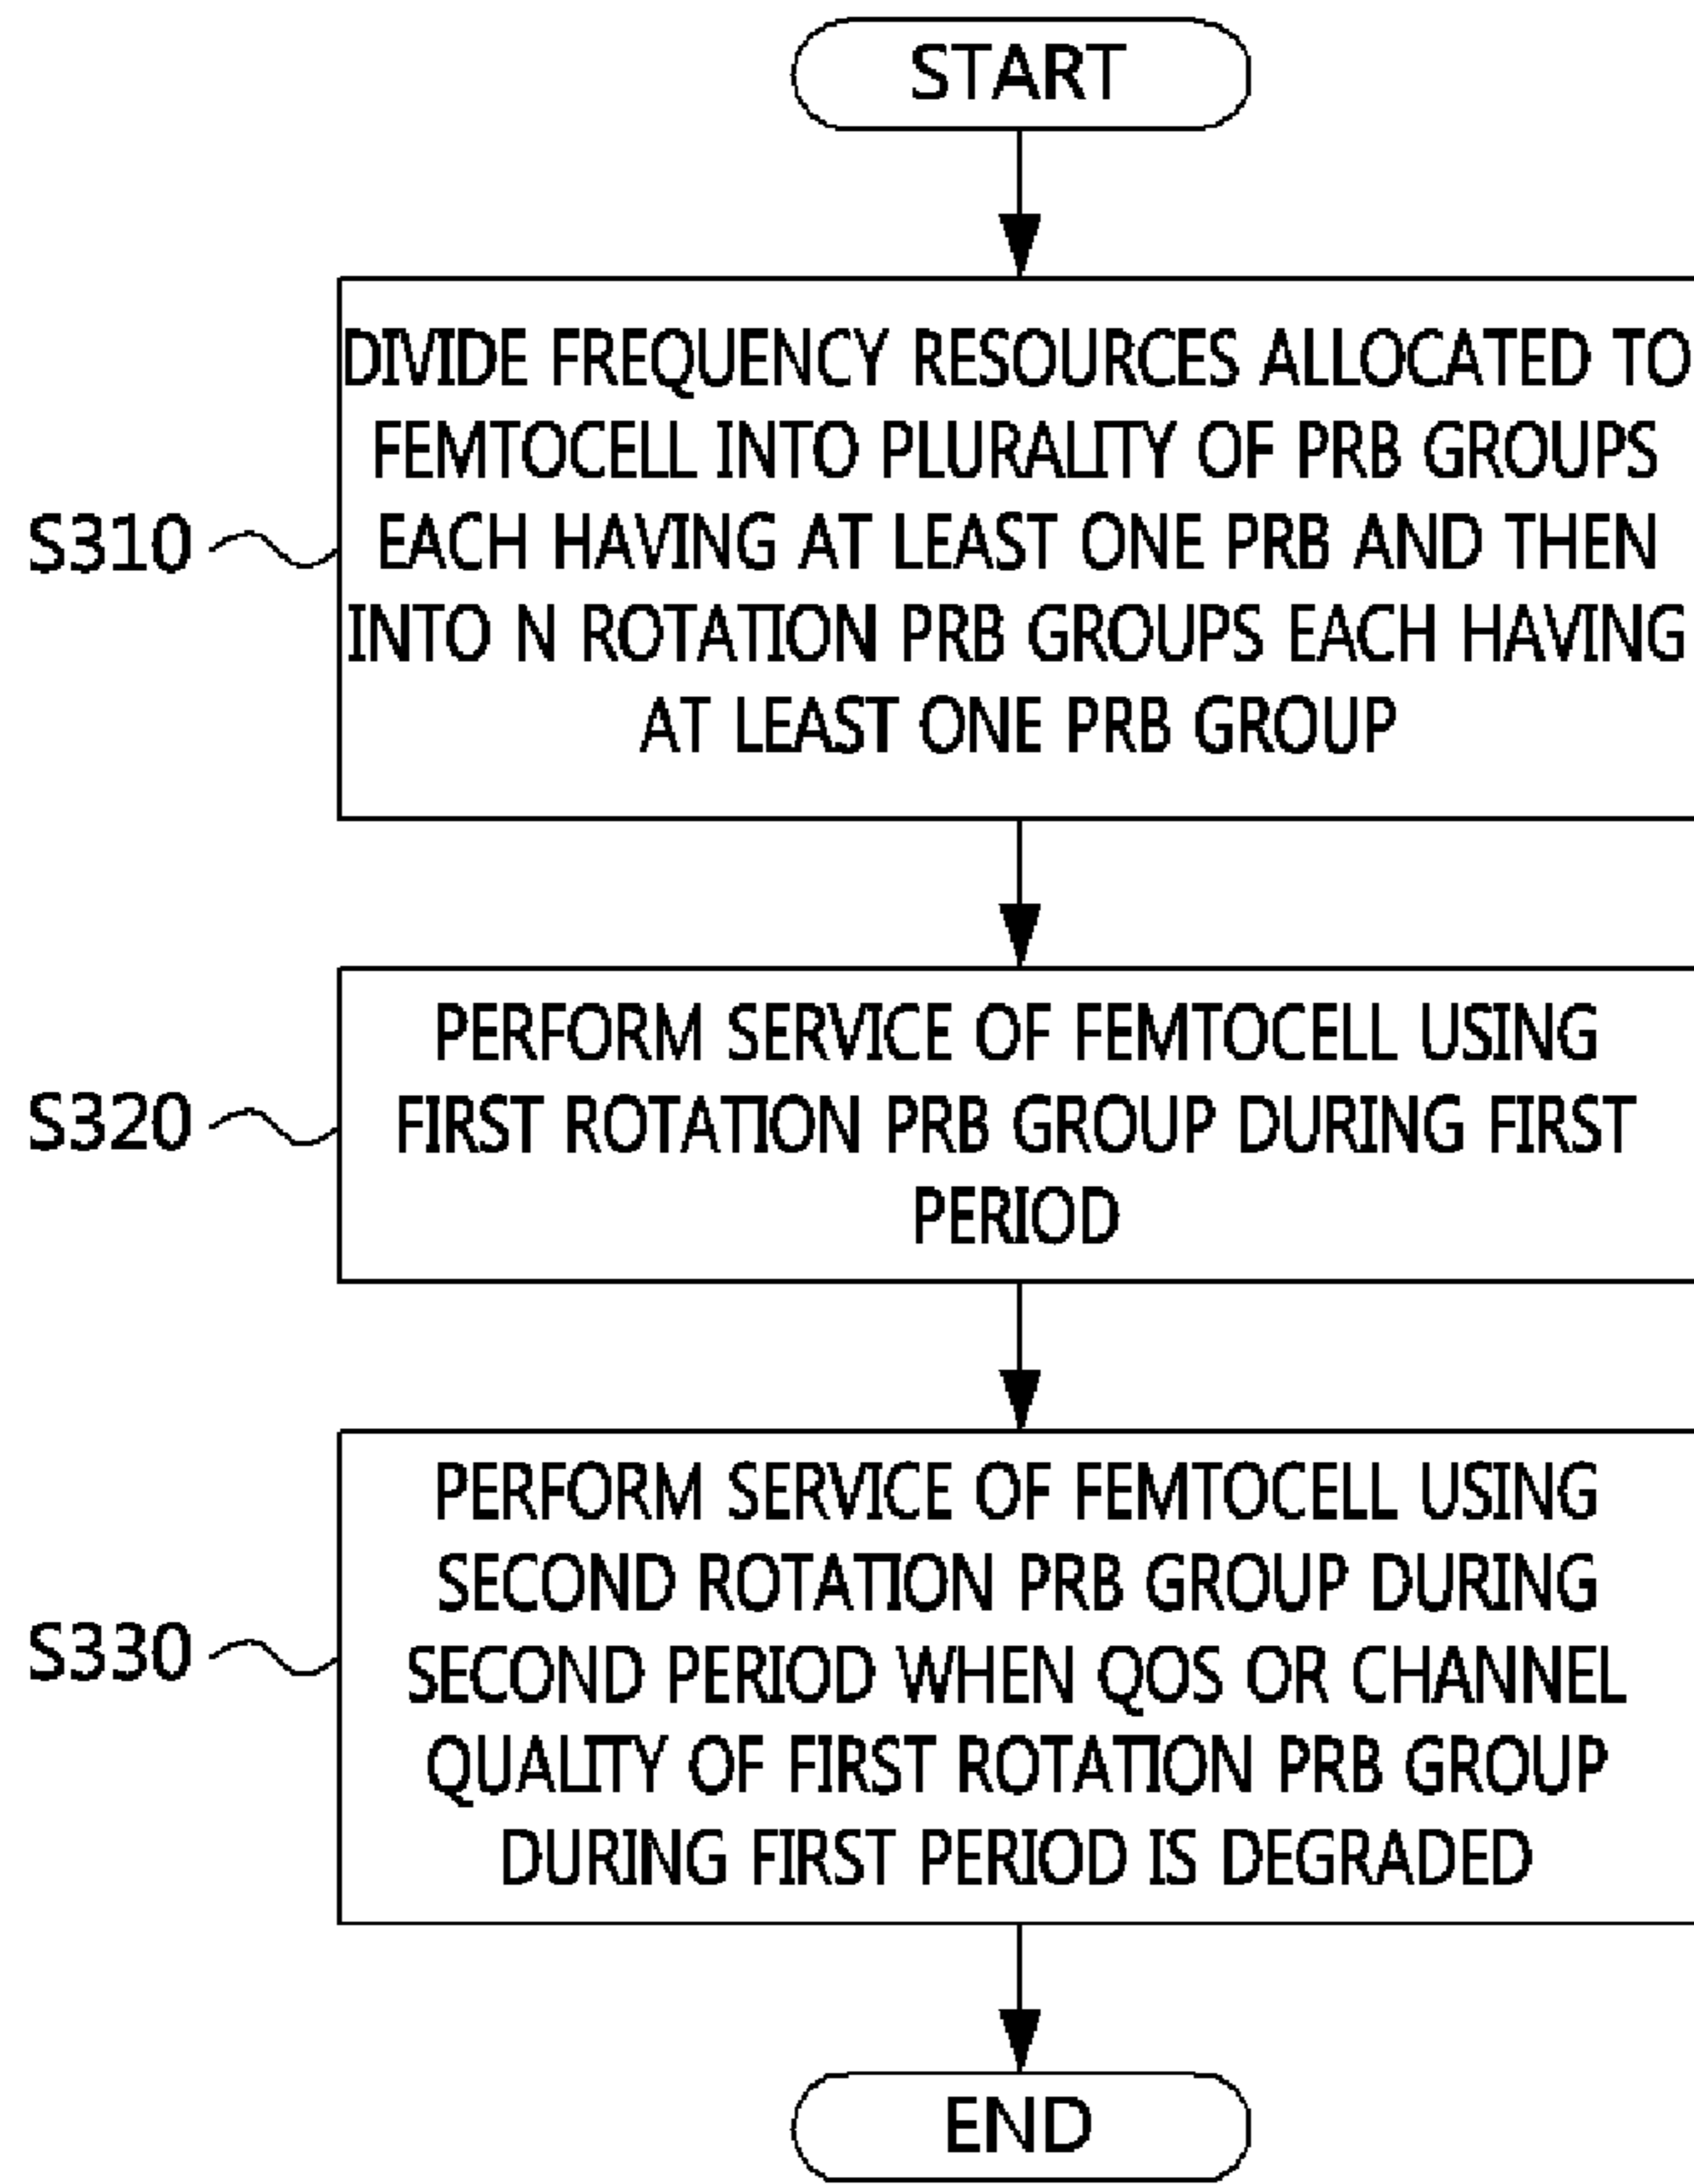 START
DIVIDE FREQUENCY RESOURCES ALLOCATED TO
FEMTOCELL INTO PLURALITY OF PRB GROUPS
EACH HAVING AT LEAST ONE PRB AND THEN
INTO N ROTATION PRB GROUPS EACH HAVING
AT LEAST ONE PRB GROUP
S310
PERFORM SERVICE OF FEMTOCELL USING
FIRST ROTATION PRB GROUP DURING FIRST
PERIOD
S320
PERFORM SERVICE OF FEMTOCELL USING
SECOND ROTATION PRB GROUP DURING
SECOND PERIOD WHEN QOS OR CHANNEL
QUALITY OF FIRST ROTATION PRB GROUP
DURING FIRST PERIOD IS DEGRADED
S330
END